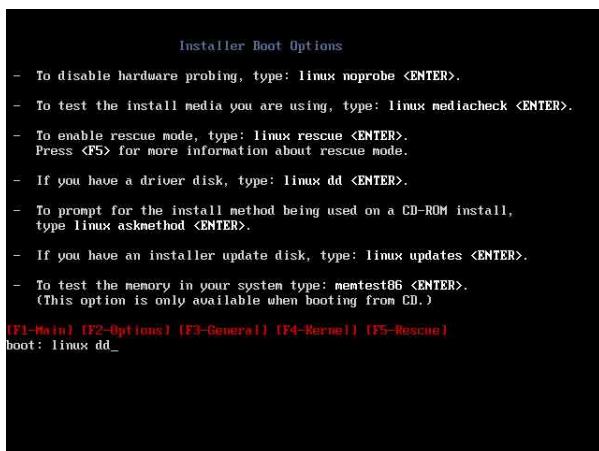 Installer Boot Options
- To disable hardware probing, type: linux noprobe <ENTER>.
- To test the install media you are using, type: linux mediacheck <ENTER>.
- To enable rescue mode, type: linux rescue <ENTER>.
Press <F5> for more information about rescue mode.
- If you have a driver disk, type: linux dd <ENTER>.
- To prompt for the install method being used on a CD-ROM install,
type linux askmethod <ENTER>.
- If you have an installer update disk, type: linux updates <ENTER>.
- To test the memory in your system type: memtest86 <ENTER>.
(This option is only available when booting from CD.)
[F1-Main] [F2-Options] [F3-General] [F4-Kernel] [F5-Rescue]
boot: linux dd_